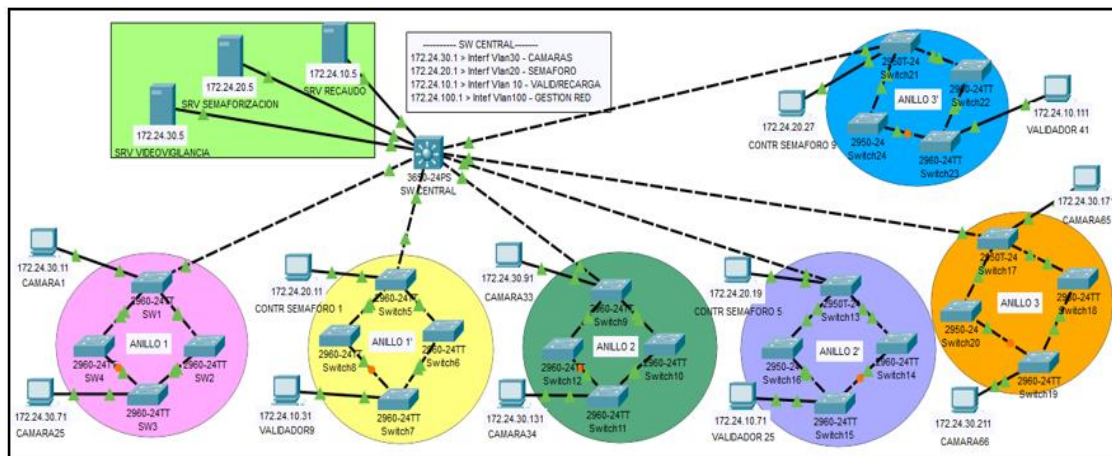 172.24.20.5
SRV SEMAFORIZACION
172.24.10.5
SRV RECAUDO
172.24.30.5
SRV VIDEOVIGILANCIA
----------- SW CENTRAL--------
172.24.30.1 > Interf Vlan30 - CAMARAS
172.24.20.1 > Interf Vlan20 - SEMAFORO
172.24.10.1 > Interf Vlan 10 - VALID/RECARGA
172.24.100.1 > Intef Vlan100 - GESTION RED
3650-24PS
SW CENTRAL
2950T-24
Switch21
2960-24TT
Switch22
ANILLO 3'
2950-24
Switch24
2960-24TT
Switch23
172.24.20.27
CONTR SEMAFORO 9
172.24.10.111
VALIDADOR 41
172.24.30.11
CAMARA1
2960-24TT
SW1
ANILLO 1
2960-24TT
SW4
2960-24TT
SW2
2960-24TT
SW3
172.24.30.71
CAMARA25
172.24.20.11
CONTR SEMAFORO 1
2960-24TT
Switch5
ANILLO 1'
2960-24TT
Switch8
2960-24TT
Switch6
2960-24TT
Switch7
172.24.10.31
VALIDADOR9
172.24.30.91
CAMARA33
2960-24TT
Switch9
ANILLO 2
2960-24TT
Switch12
2960-24TT
Switch10
2960-24TT
Switch11
172.24.30.131
CAMARA34
172.24.20.19
CONTR SEMAFORO 5
2950T-24
Switch13
ANILLO 2'
2950-24
Switch16
2960-24TT
Switch14
2960-24TT
Switch15
172.24.10.71
VALIDADOR 25
172.24.30.171
CAMARA65
2950T-24
Switch17
ANILLO 3
2960-24TT
Switch18
2950-24
Switch20
2960-24TT
Switch19
172.24.30.211
CAMARA66